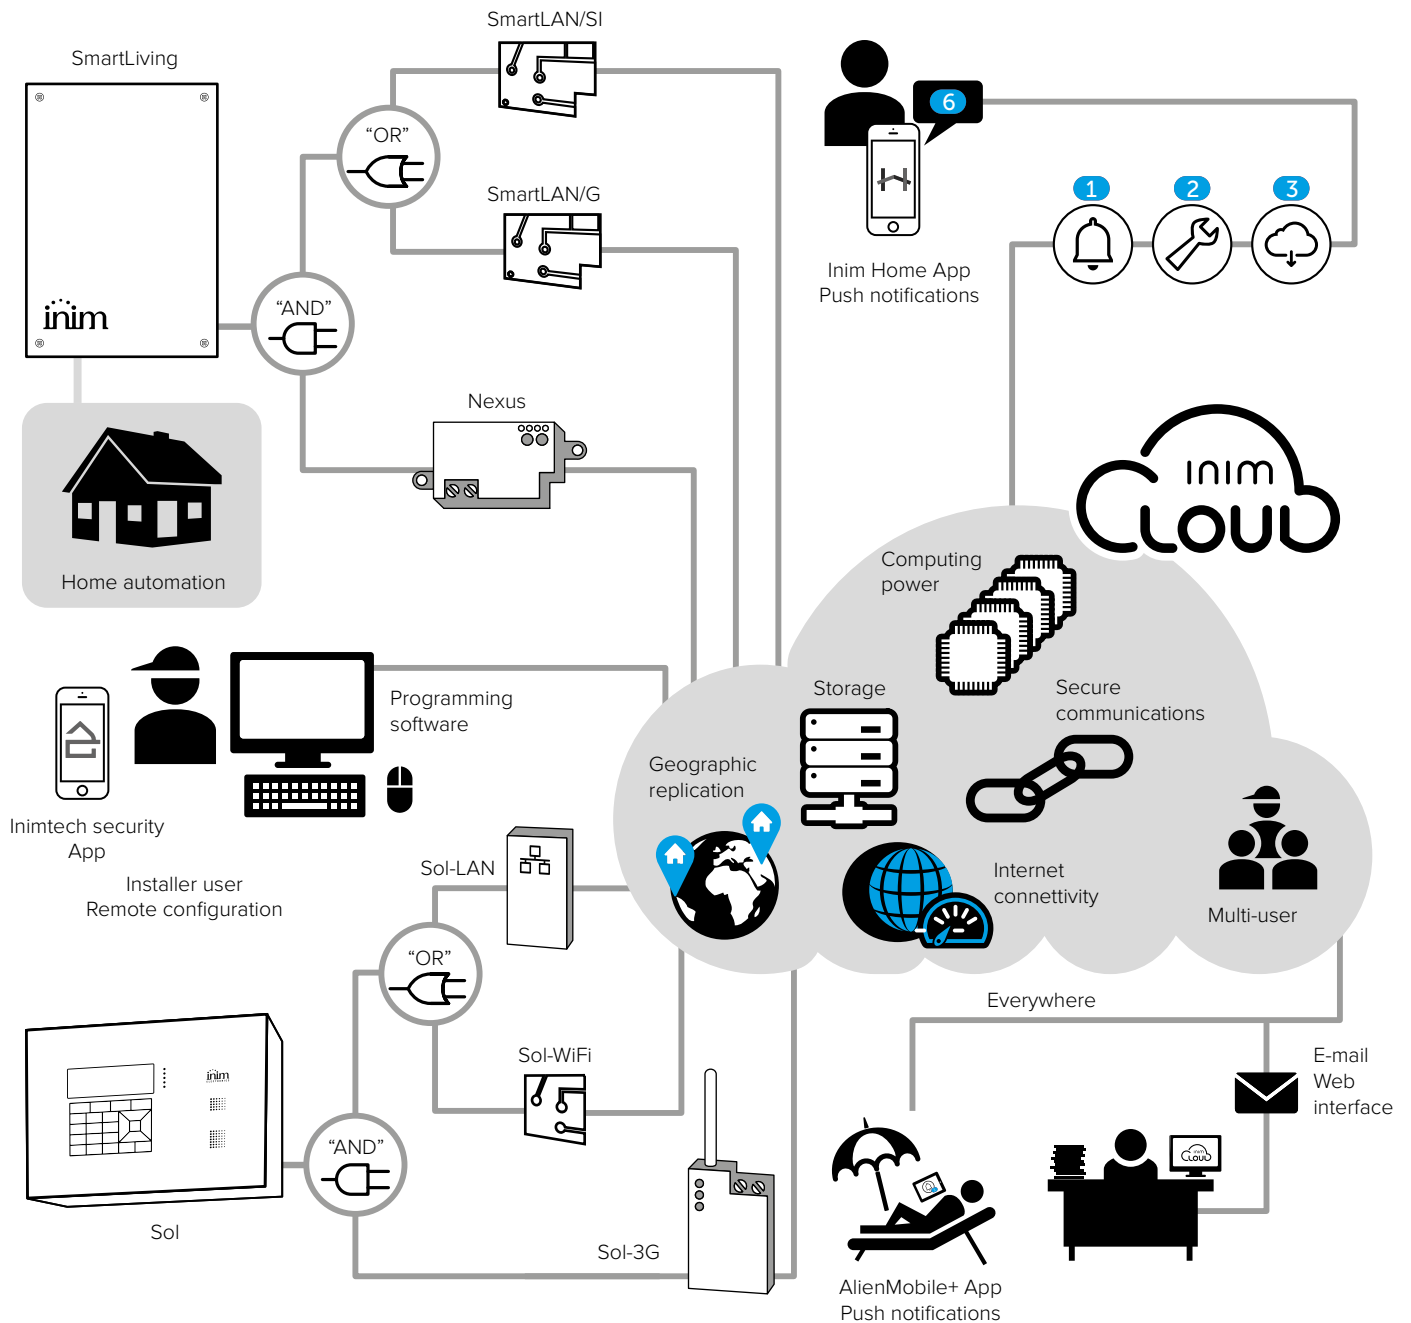 SmartLiving
inim
SmartLAN/SI
"OR"
SmartLAN/G
"AND"
Nexus
Home automation
6
Inim Home App
Push notifications
1
2
3
INIM
CLOUD
Computing
power
Storage
Secure
communications
Geographic
replication
Internet
connettivity
Multi-user
Programming
software
Inimtech security
App
Installer user
Remote configuration
Sol-LAN
"OR"
Sol-WiFi
"AND"
inim
Sol
Sol-3G
Everywhere
E-mail
Web
interface
inim
CLOUD
AlienMobile+ App
Push notifications